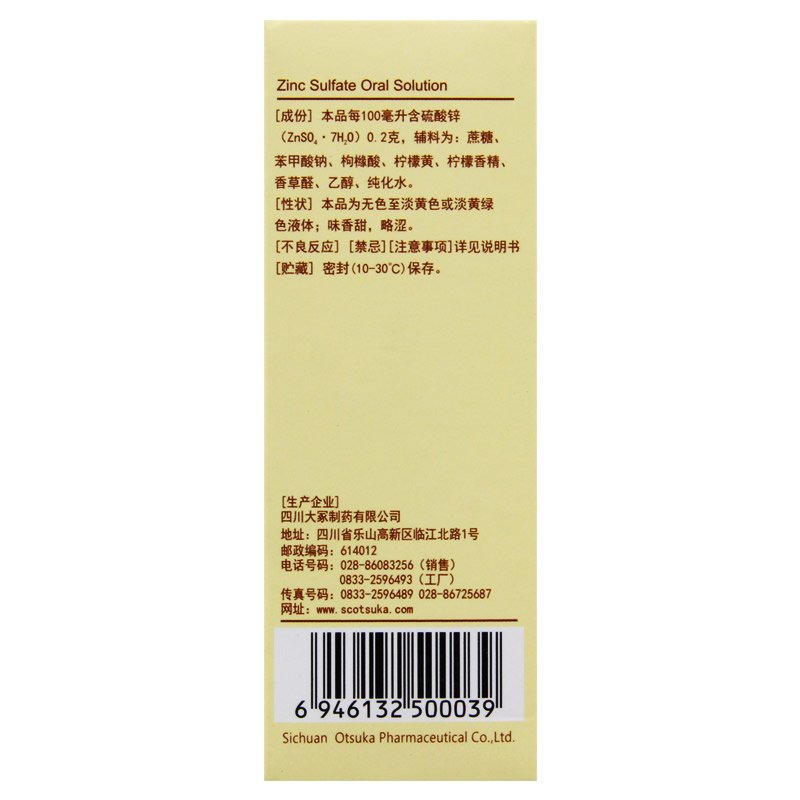 Zinc Sulfate Oral Solution
[成份] 本品每100毫升含硫酸锌
(ZnSO₄·7H₂O) 0.2克，辅料为：蔗糖、
苯甲酸钠、枸橼酸、柠檬黄、柠檬香精、
香草醛、乙醇、纯化水。
[性状] 本品为无色至淡黄色或淡黄绿
色液体；味香甜，略涩。
[不良反应] [禁忌][注意事项]详见说明书
[贮藏] 密封(10-30℃)保存。
[生产企业]
四川大冢制药有限公司
地址：四川省乐山高新区临江北路1号
邮政编码：614012
电话号码：028-86083256（销售）
0833-2596493（工厂）
传真号码：0833-2596489 028-86725687
网址：www.scotsuka.com
6 946132 500039
Sichuan Otsuka Pharmaceutical Co.,Ltd.